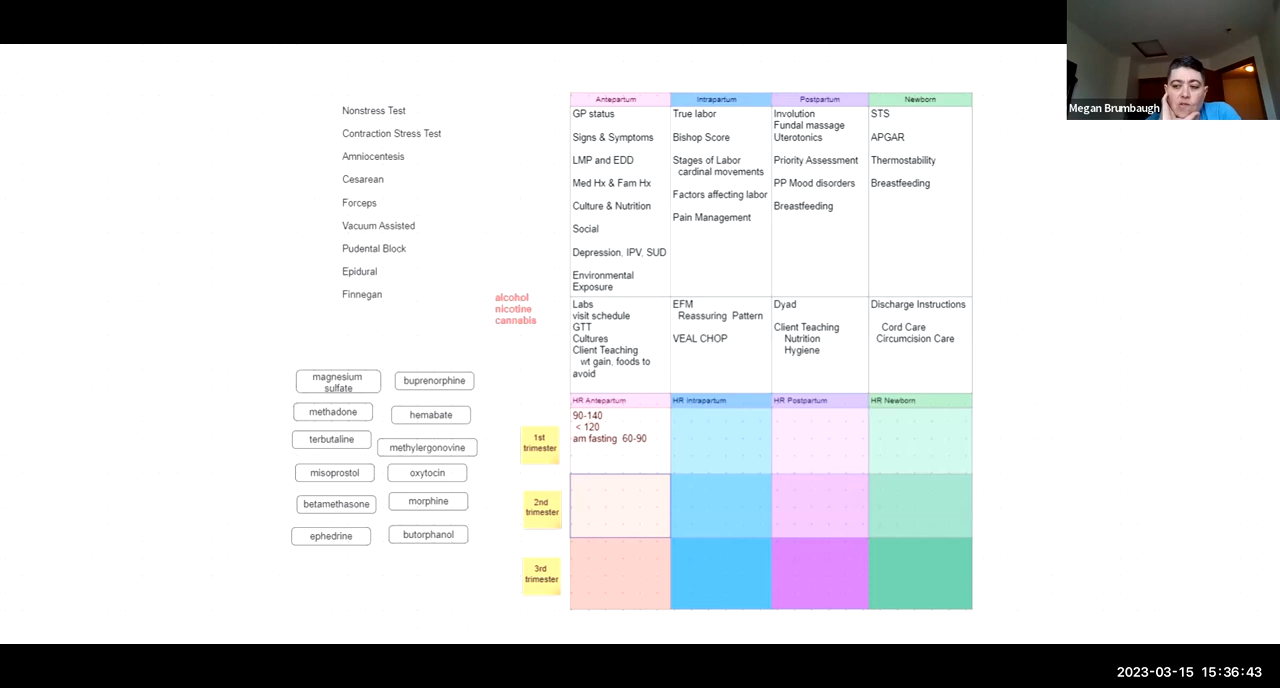 Megan Brumbaugh
Nonstress Test
Contraction Stress Test
Amniocentesis
Cesarean
Forceps
Vacuum Assisted
Pudental Block
Epidural
Finnegan
alcohol
nicotine
cannabis
magnesium
sulfate
buprenorphine
methadone
hemabate
terbutaline
methylergonovine
misoprostol
oxytocin
betamethasone
morphine
ephedrine
butorphanol
Antepartum
Intrapartum
Postpartum
Newborn
GP status
Signs & Symptoms
LMP and EDD
Med Hx & Fam Hx
Culture & Nutrition
Social
Depression, IPV, SUD
Environmental
Exposure
True labor
Bishop Score
Stages of Labor
cardinal movements
Factors affecting labor
Pain Management
Involution
Fundal massage
Uterotonics
Priority Assessment
PP Mood disorders
Breastfeeding
STS
APGAR
Thermostability
Breastfeeding
Labs
visit schedule
GTT
Cultures
Client Teaching
wt gain, foods to
avoid
EFM
Reassuring Pattern
VEAL CHOP
Dyad
Client Teaching
Nutrition
Hygiene
Discharge Instructions
Cord Care
Circumcision Care
HR Antepartum
HR Intrapartum
HR Postpartum
HR Newborn
1st
trimester
90-140
< 120
am fasting 60-90
2nd
trimester
3rd
trimester
2023-03-15 15:36:43